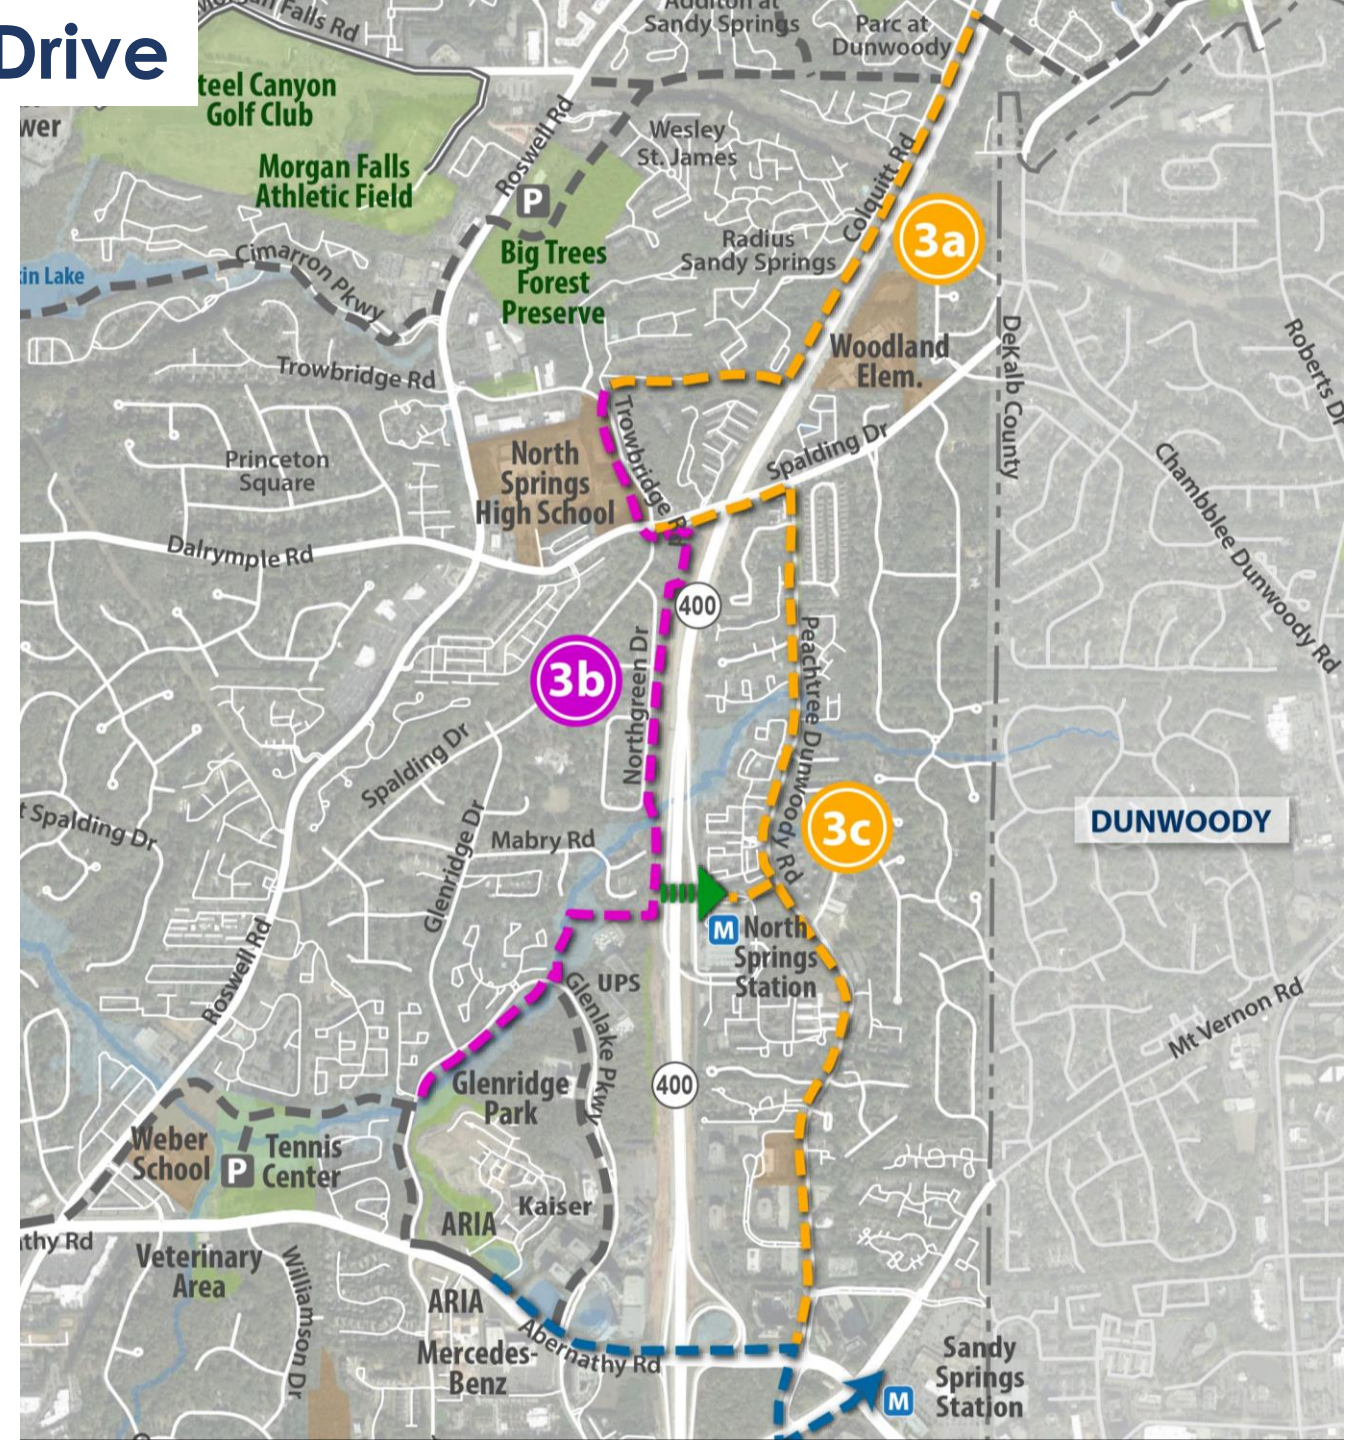 Drive
Falls Rd
Sandy Springs
Parc at
Dunwoody
teel Canyon
Golf Club
wer
Morgan Falls
Athletic Field
Roswell Rd
P
Wesley
St. James
Colquitt Rd
3a
Radius
Sandy Springs
Big Trees
Forest
Preserve
Cimarron Pkwy
in Lake
Trowbridge Rd
Woodland
Elem.
DeKalb County
Roberts Dr
Trowbridge Rd
Spalding Dr
Princeton
Square
North
Springs
High School
Chamblee Dunwoody Rd
Dalrymple Rd
400
3b
Northgreen Dr
Peachtree Dunwoody Rd
Spalding Dr
t Spalding Dr
Glenridge Dr
Mabry Rd
3c
DUNWOODY
M
North
Springs
Station
Roswell Rd
UPS
Glenlake Pkwy
Mt Vernon Rd
400
Glenridge
Park
Weber
School
P
Tennis
Center
Kaiser
ARIA
thy Rd
Veterinary
Area
Williamson Dr
ARIA
Mercedes-
Benz
Abernathy Rd
Sandy
Springs
Station
M